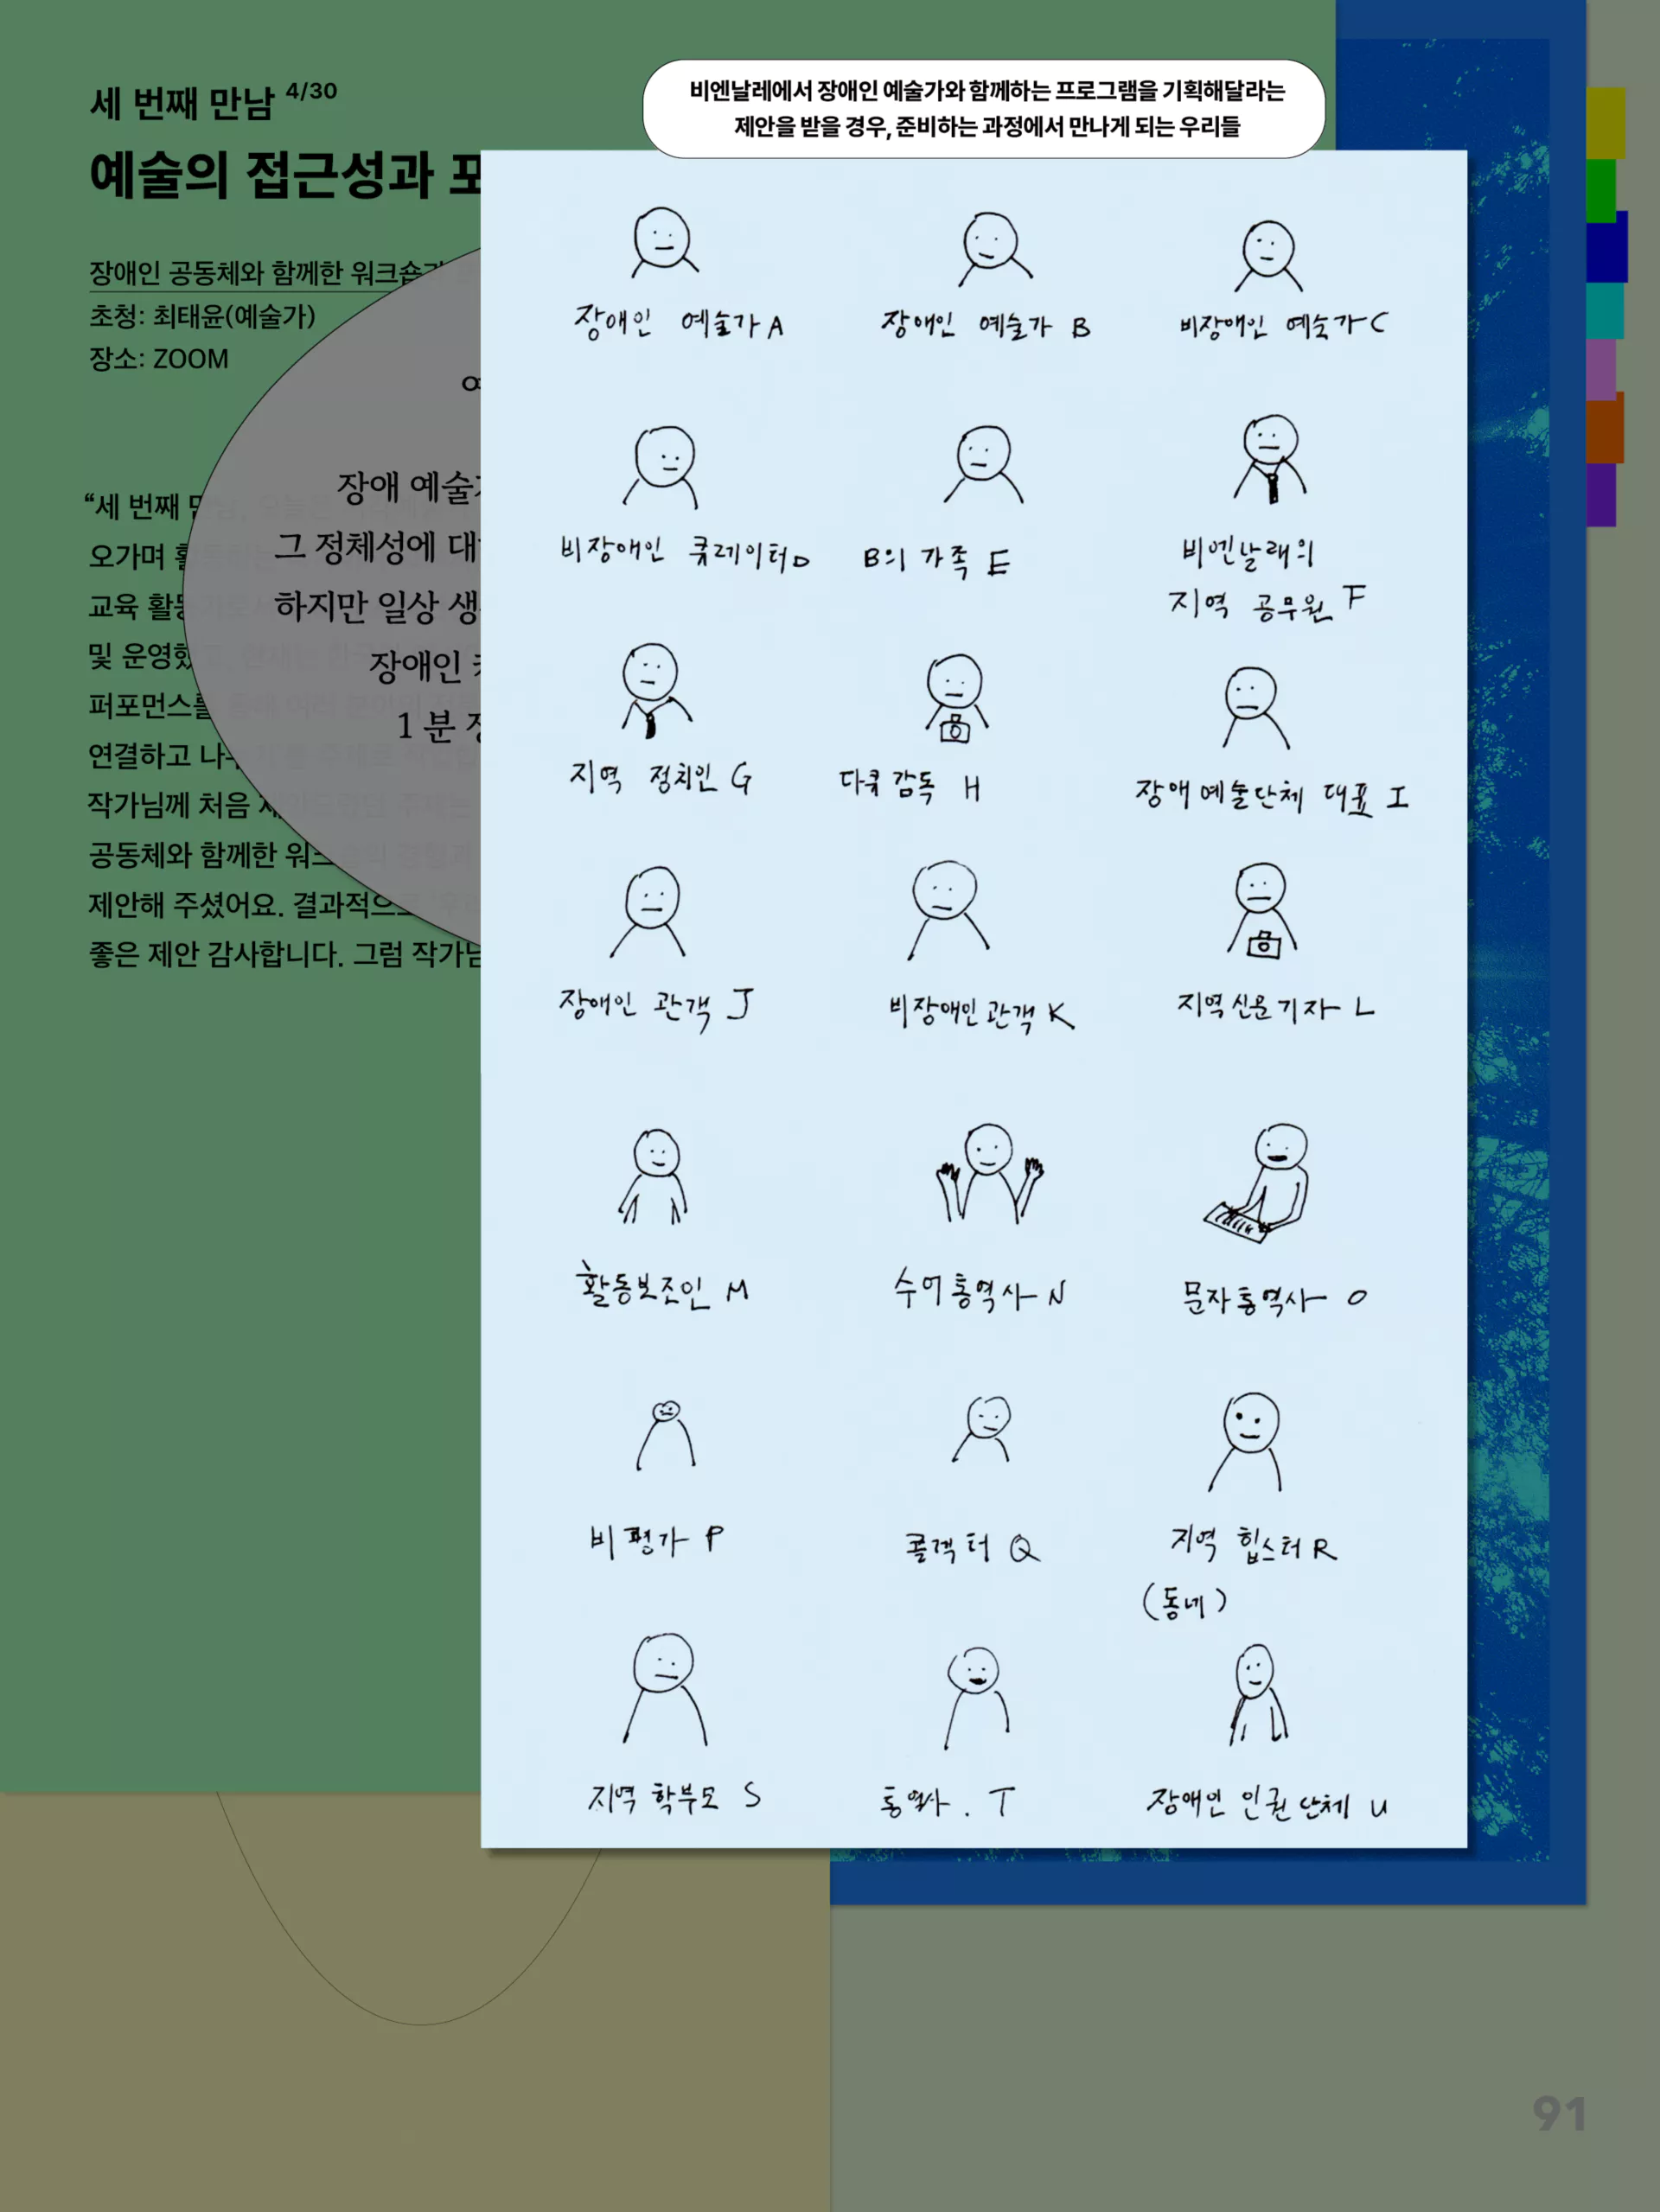 세 번째 만남 4/30
예술의 접근성과
장애인 공동체와 함께한 워크숍
초청: 최태윤(예술가)
장소: ZOOM
장애 예술
그 정체성에 대
하지만 일상 생
장애인
1분
“세 번째
오가며
교육
및 운영했
퍼포먼스를
연결하고
작가님께 처음
공동체와 함께한
제안해 주셨어요. 결과적으로
좋은 제안 감사합니다. 그럼 작가님
비엔날레에서 장애인 예술가와 함께하는 프로그램을 기획해달라는
제안을 받을 경우, 준비하는 과정에서 만나게 되는 우리들
장애인 예술가 A
장애인 예술가 B
비장애인 예술가 C
비장애인 큐레이터 D
B의 가족 E
비엔날래의
지역 공무원 F
지역 정치인 G
다큐 감독 H
장애 예술단체 대표 I
장애인 관객 J
비장애인 관객 K
지역신문기자 L
활동보조인 M
수어통역사 N
문자통역사 O
비평가 P
콜렉터 Q
지역 힙스터 R
(동네)
지역 학부모 S
통역사. T
장애인 인권단체 U
91